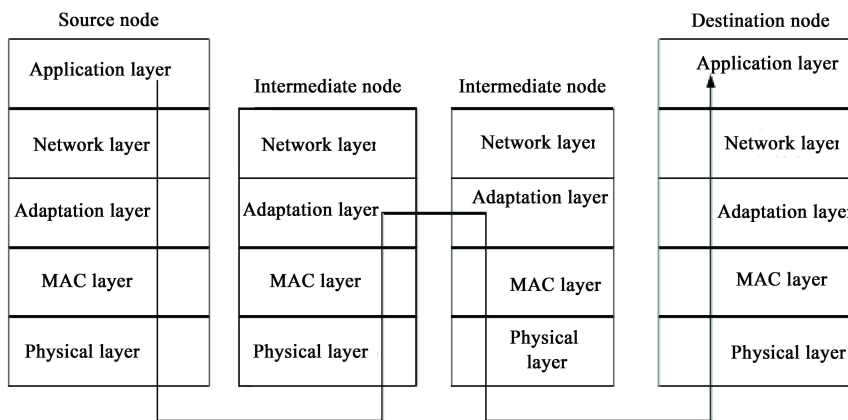 Source node
Application layer
Network layer
Adaptation layer
MAC layer
Physical layer
Intermediate node
Network layer
Adaptation layer
MAC layer
Physical layer
Intermediate node
Network layer
Adaptation layer
MAC layer
Physical
layer
Destination node
Application layer
Network layer
Adaptation layer
MAC layer
Physical layer